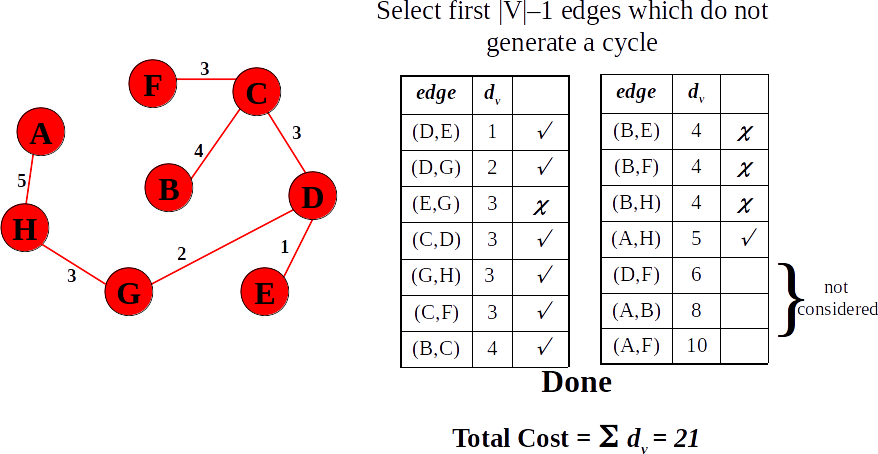 Select first |V|–1 edges which do not
generate a cycle
F
3
C
A
4
3
B
5
D
H
3
2
1
G
E
edge dv
(D,E) 1 ✓
(D,G) 2 ✓
(E,G) 3 χ
(C,D) 3 ✓
(G,H) 3 ✓
(C,F) 3 ✓
(B,C) 4 ✓
edge dv
(B,E) 4 χ
(B,F) 4 χ
(B,H) 4 χ
(A,H) 5 ✓
(D,F) 6
(A,B) 8
(A,F) 10
} not
considered
Done
Total Cost = Σ dv = 21